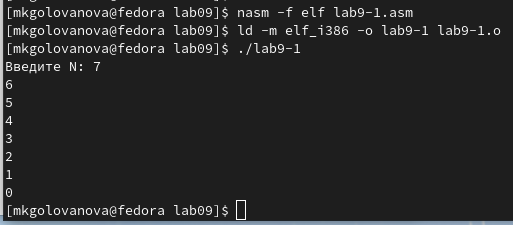 [mkgolovanova@fedora lab09]$ nasm -f elf lab9-1.asm
[mkgolovanova@fedora lab09]$ ld -m elf_i386 -o lab9-1 lab9-1.o
[mkgolovanova@fedora lab09]$ ./lab9-1
Введите N: 7
6
5
4
3
2
1
0
[mkgolovanova@fedora lab09]$